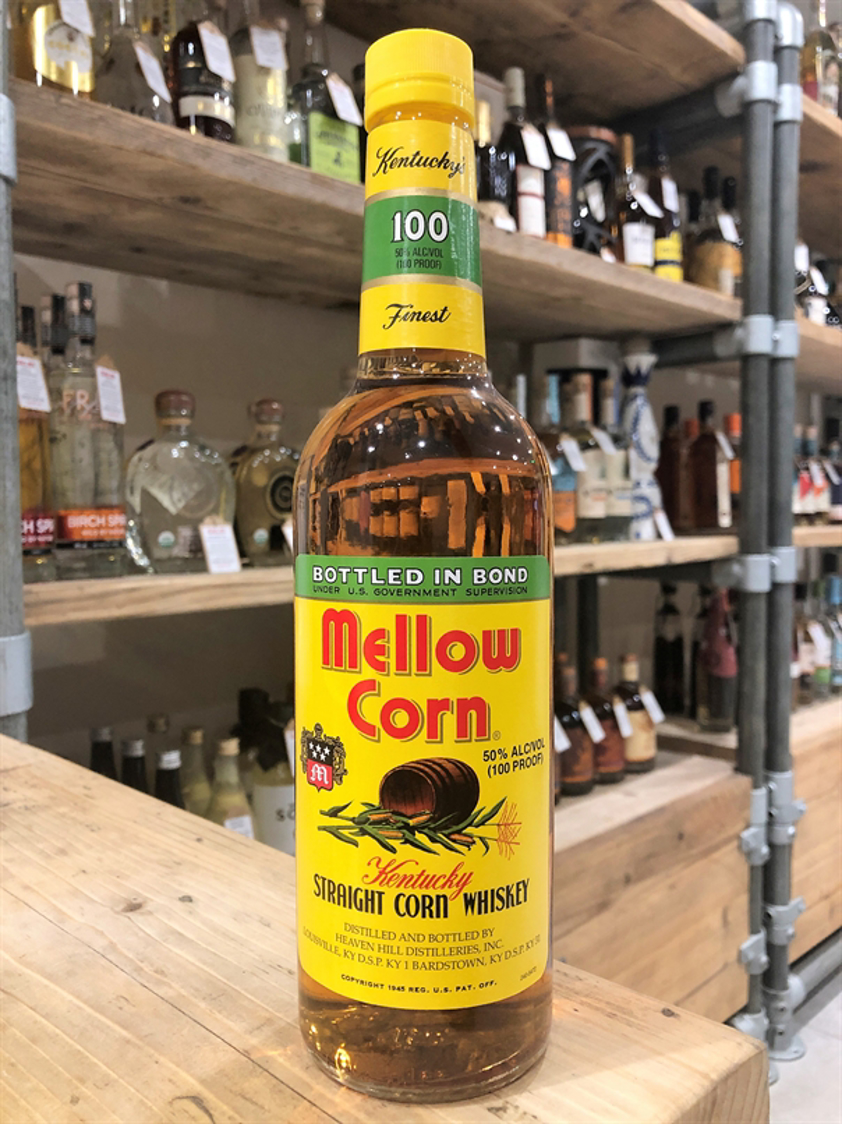 Kentucky's
100
50% ALC/VOL
(100 PROOF)
Finest
BOTTLED IN BOND
UNDER U.S. GOVERNMENT SUPERVISION
Mellow
Corn®
50% ALC/VOL
(100 PROOF)
M
Kentucky
STRAIGHT CORN WHISKEY
DISTILLED AND BOTTLED BY
HEAVEN HILL DISTILLERIES, INC.
LOUISVILLE, KY D.S.P. KY 1 BARDSTOWN, KY D.S.P. KY 31
COPYRIGHT 1945 REG. U.S. PAT. OFF.